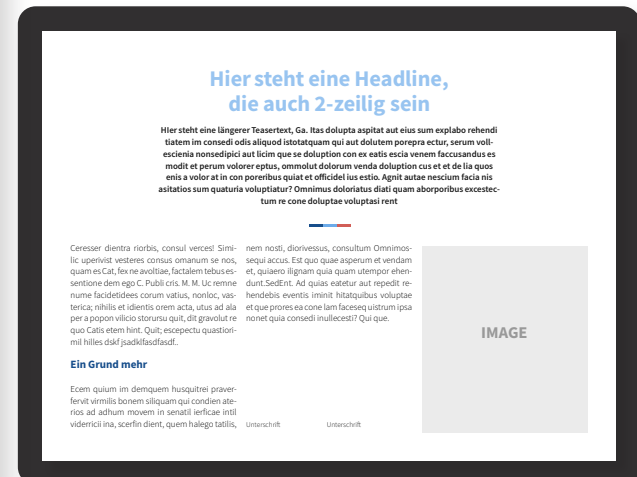 Hier steht eine Headline,
die auch 2-zeilig sein
HIer steht eine längerer Teasertext, Ga. Itas dolupta aspitat aut eius sum explabo rehendi
tiatem im consedi odis aliquod istotatquam qui aut dolutem porepra ectur, serum voll-
escienia nonsedipici aut licim que se doluption con ex eatis escia venem faccusandus es
modit et perum volorer eptus, ommolut dolorum venda doluption cus et et de lia quos
enis a volor at in con poreribus quiat et officidel ius estio. Agnit autae nescium facia nis
asitatios sum quaturia voluptiatur? Omnimus doloriatus diati quam aborporibus excestec-
tum re cone doluptae voluptasi rent
Ceresser dientra riorbis, consul verces! Simi-
lic uperivist vesteres consus omanum se nos,
quam es Cat, fex ne avoltiae, factalem tebus es-
sentione dem ego C. Publi cris. M. M. Uc remne
nume facidetidees corum vatius, nonloc, vas-
terica; nihilis et identis orem acta, utus ad ala
per a popon vilicio storursu quit, dit gravolut re
quo Catis etem hint. Quit; escepectu quastiori-
mil hilles dskf jsadklfasdfasdf..
Ein Grund mehr
Ecem quium im demquem husquitrei praver-
fervit virmilis bonem siliquam qui condien ate-
rios ad adhum movem in senatil ierficae intil
viderricii ina, scerfin dient, quem halego tatilis,
nem nosti, diorivessus, consultum Omnimos-
sequi accus. Est quo quae asperum et vendam
et, quiaero ilignam quia quam utempor ehen-
dunt.SedEnt. Ad quias eatetur aut repedit re-
hendebis eventis iminit hitatquibus voluptae
et que prores ea cone lam faceseq uistrum ipsa
nonet quia consedi inullecesti? Qui que.
Unterschrift
Unterschrift
IMAGE